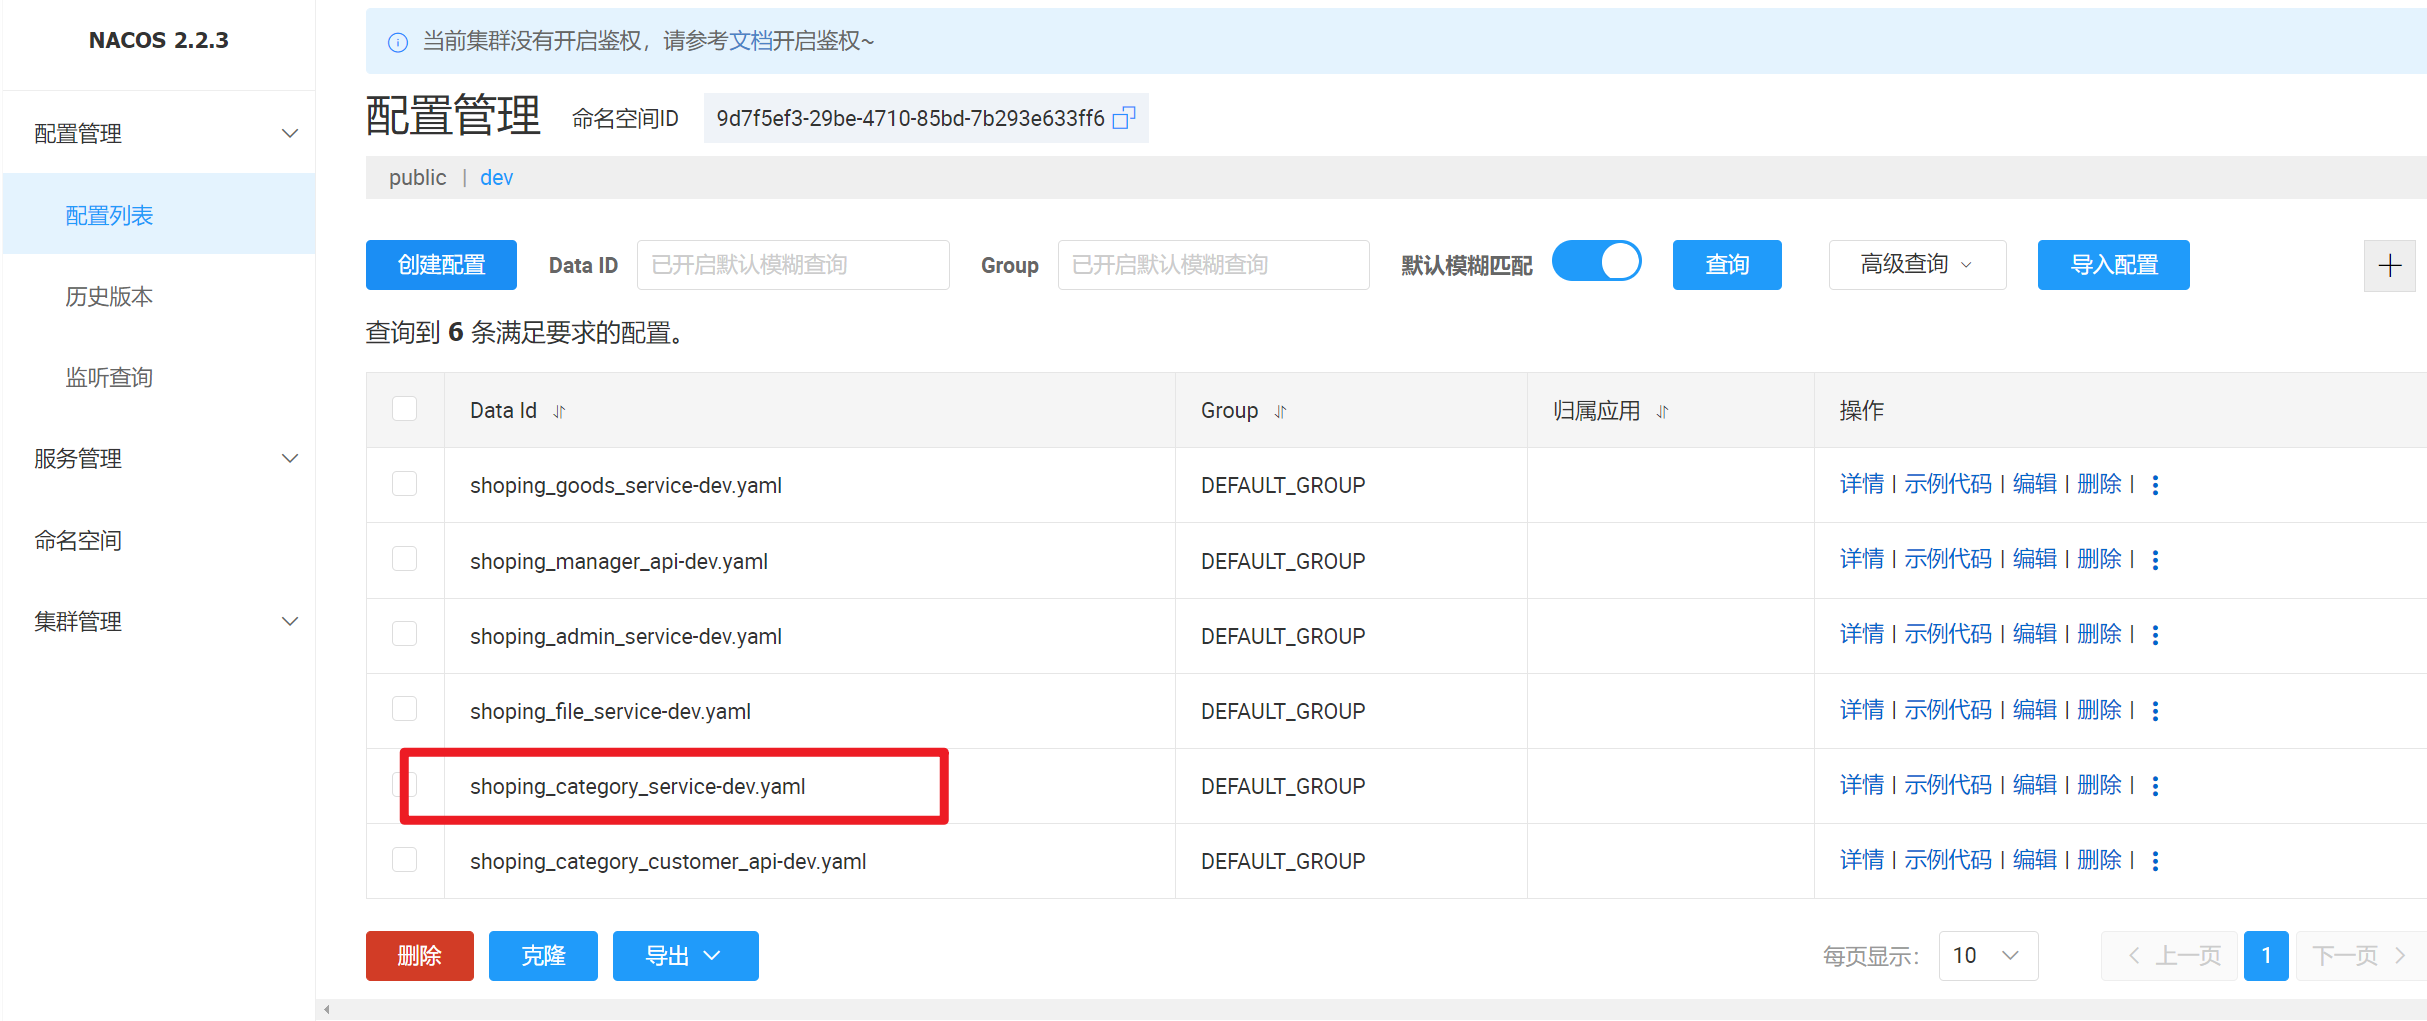 NACOS 2.2.3
配置管理
配置列表
历史版本
监听查询
服务管理
命名空间
集群管理
当前集群没有开启鉴权，请参考文档开启鉴权~
配置管理 命名空间ID 9d7f5ef3-29be-4710-85bd-7b293e633ff6
public | dev
创建配置 Data ID 已开启默认模糊查询 Group 已开启默认模糊查询 默认模糊匹配 查询 高级查询 导入配置 +
查询到 6 条满足要求的配置。
Data Id Group 归属应用 操作
shoping_goods_service-dev.yaml DEFAULT_GROUP 详情 | 示例代码 | 编辑 | 删除 |
shoping_manager_api-dev.yaml DEFAULT_GROUP 详情 | 示例代码 | 编辑 | 删除 |
shoping_admin_service-dev.yaml DEFAULT_GROUP 详情 | 示例代码 | 编辑 | 删除 |
shoping_file_service-dev.yaml DEFAULT_GROUP 详情 | 示例代码 | 编辑 | 删除 |
shoping_category_service-dev.yaml DEFAULT_GROUP 详情 | 示例代码 | 编辑 | 删除 |
shoping_category_customer_api-dev.yaml DEFAULT_GROUP 详情 | 示例代码 | 编辑 | 删除 |
删除 克隆 导出 每页显示： 10 上一页 1 下一页